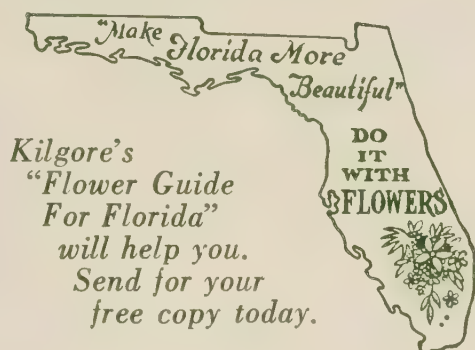 "Make
Florida More
Beautiful"
DO
IT
WITH
FLOWERS
Kilgore's
"Flower Guide
For Florida"
will help you.
Send for your
free copy today.